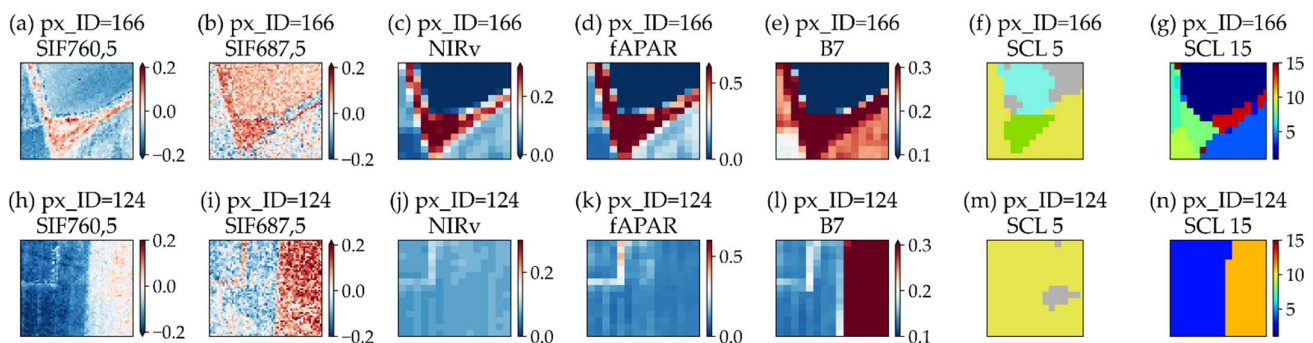 (a) px_ID=166 (b) px_ID=166 (c) px_ID=166 (d) px_ID=166 (e) px_ID=166 (f) px_ID=166 (g) px_ID=166
SIF760,5 SIF687,5 NIRv fAPAR B7 SCL 5 SCL 15
0.2 0.2 0.2 0.5 0.3 15
0.0 0.0 0.2 10
−0.2 −0.2 0.0 0.0 0.1 5
(h) px_ID=124 (i) px_ID=124 (j) px_ID=124 (k) px_ID=124 (l) px_ID=124 (m) px_ID=124 (n) px_ID=124
SIF760,5 SIF687,5 NIRv fAPAR B7 SCL 5 SCL 15
0.2 0.2 0.2 0.5 0.3 15
0.0 0.0 0.2 10
−0.2 −0.2 0.0 0.0 0.1 5